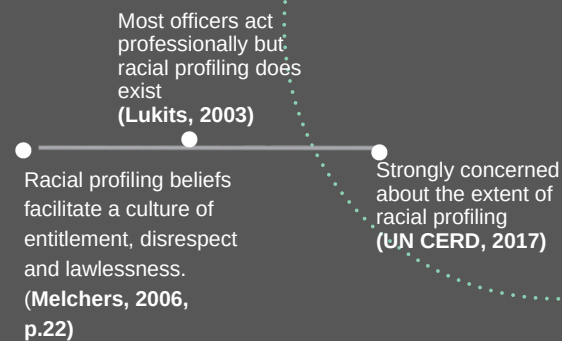 Most officers act
professionally but
racial profiling does
exist
(Lukits, 2003)
Racial profiling beliefs
facilitate a culture of
entitlement, disrespect
and lawlessness.
(Melchers, 2006,
p.22)
Strongly concerned
about the extent of
racial profiling
(UN CERD, 2017)